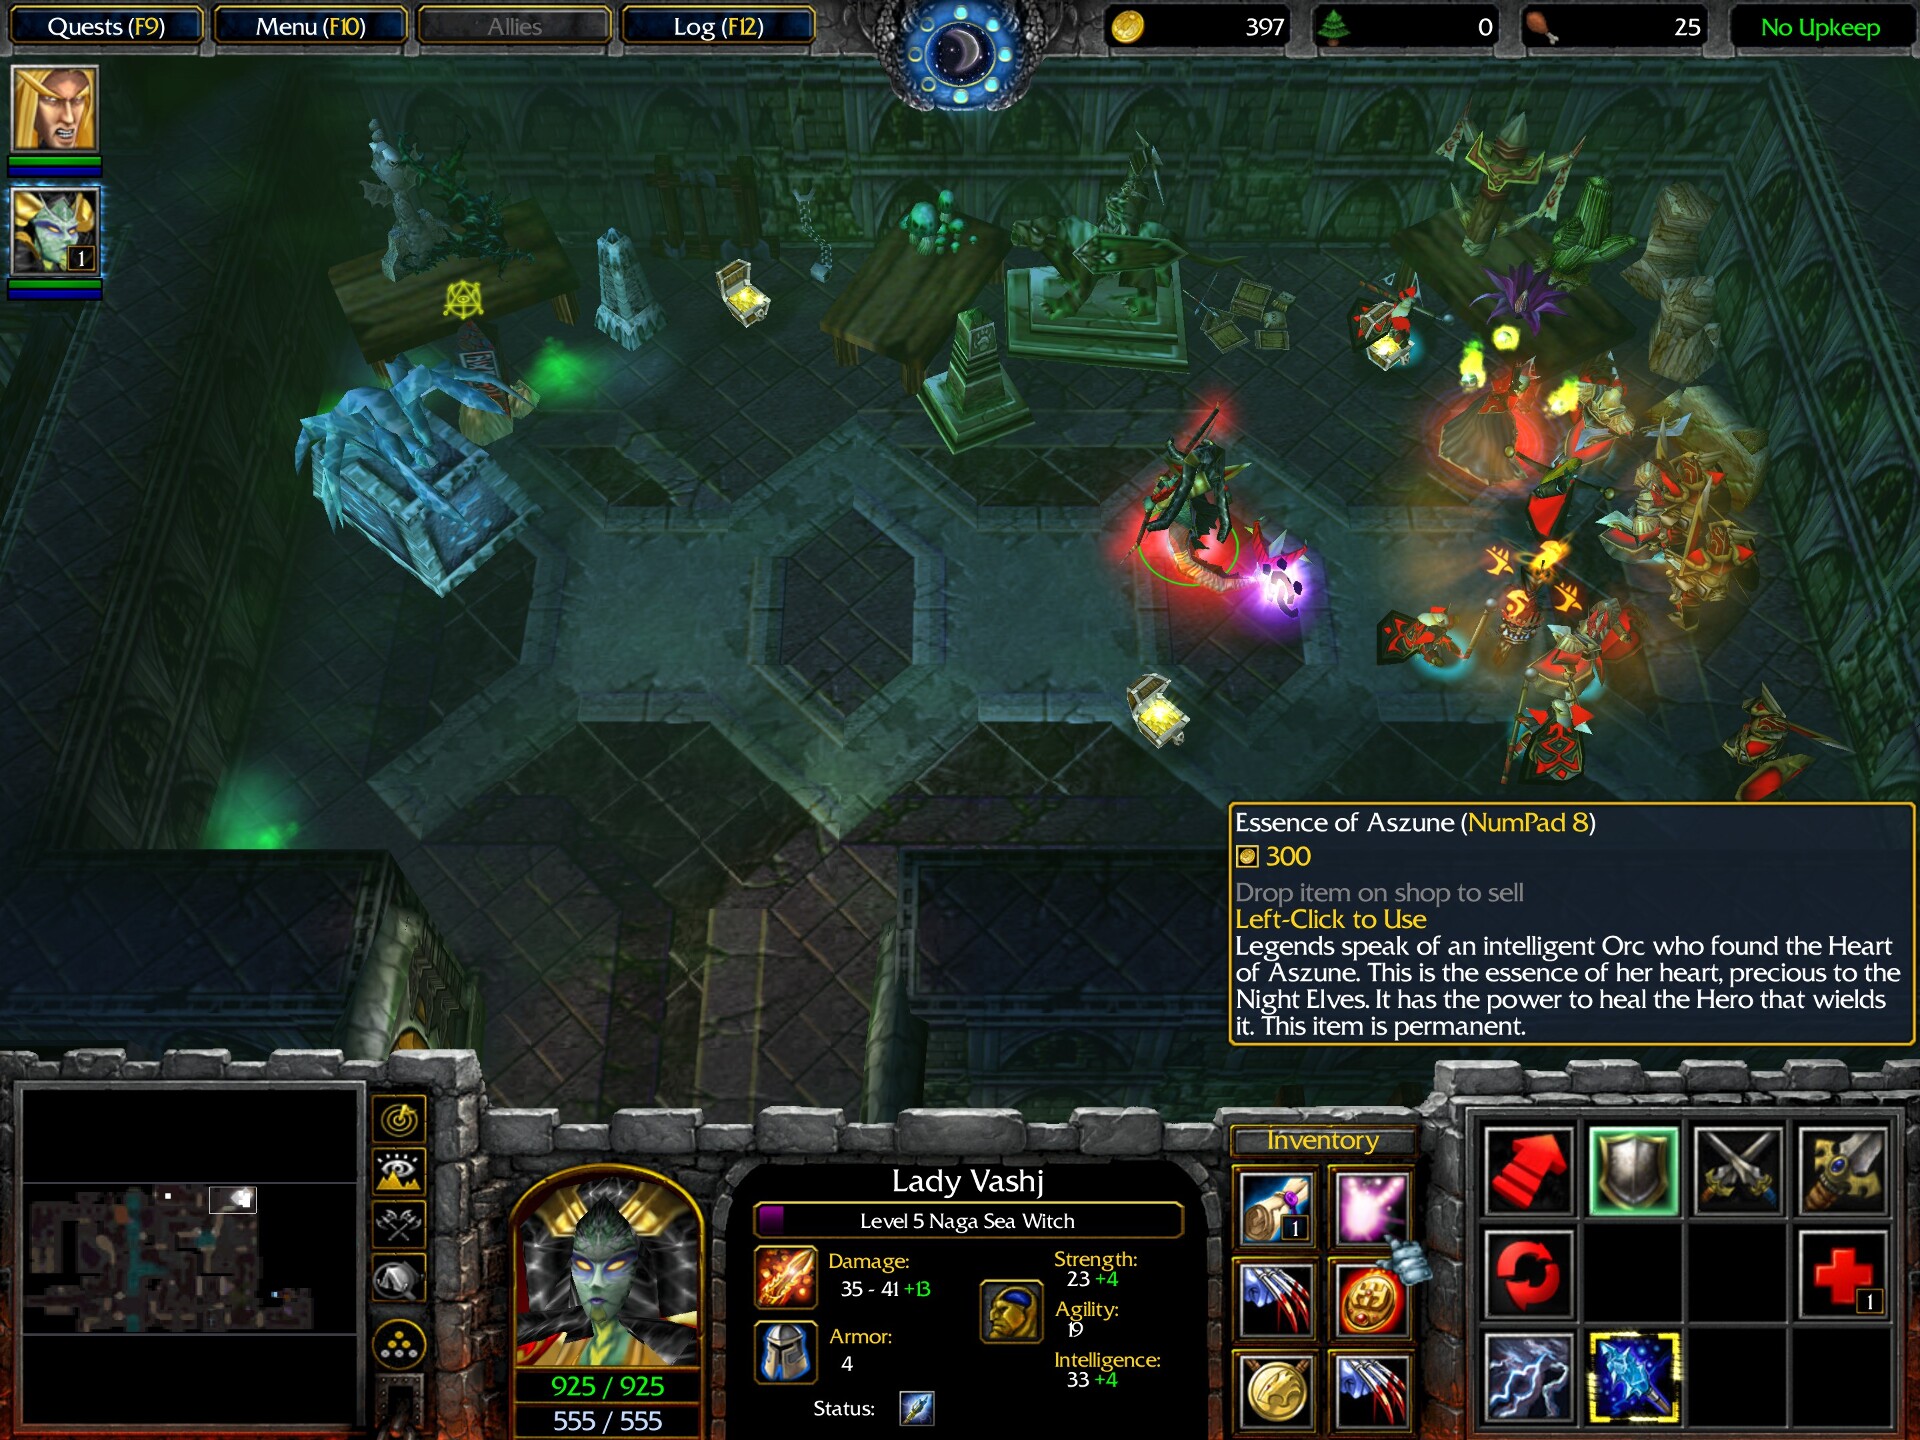 Quests (F9)
Menu (F10)
Allies
Log (F12)
397
0
25
No Upkeep
1
Essence of Aszune (NumPad 8)
300
Drop item on shop to sell
Left-Click to Use
Legends speak of an intelligent Orc who found the Heart
of Aszune. This is the essence of her heart, precious to the
Night Elves. It has the power to heal the Hero that wields
it. This item is permanent.
Lady Vashj
Level 5 Naga Sea Witch
Damage:
35 - 41 +13
Armor:
4
Status:
Strength:
23 +4
Agility:
19
Intelligence:
33 +4
925 / 925
555 / 555
Inventory
1
1